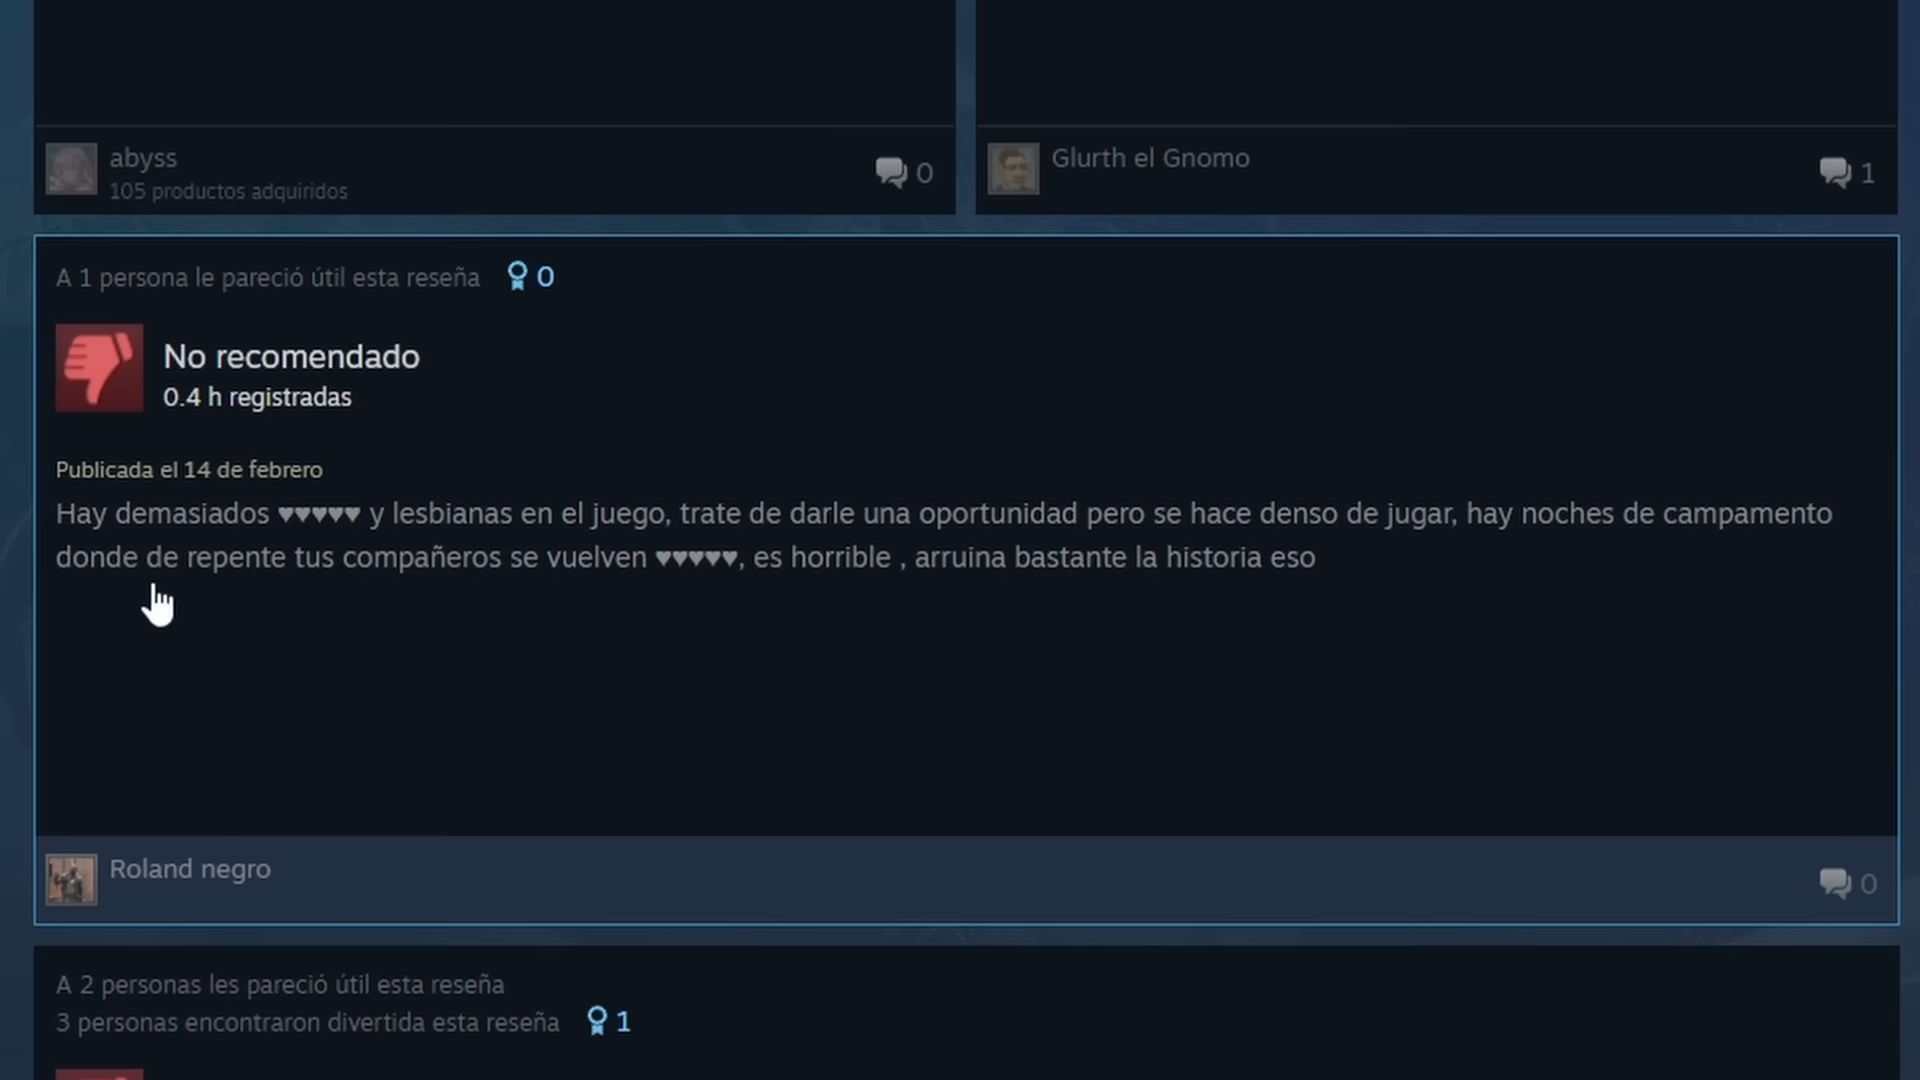 abyss
105 productos adquiridos
0
Glurth el Gnomo
1
A 1 persona le pareció útil esta reseña
0
No recomendado
0.4 h registradas
Publicada el 14 de febrero
Hay demasiados ♥♥♥♥♥ y lesbianas en el juego, trate de darle una oportunidad pero se hace denso de jugar, hay noches de campamento
donde de repente tus compañeros se vuelven ♥♥♥♥♥, es horrible , arruina bastante la historia eso
Roland negro
0
A 2 personas les pareció útil esta reseña
3 personas encontraron divertida esta reseña
1